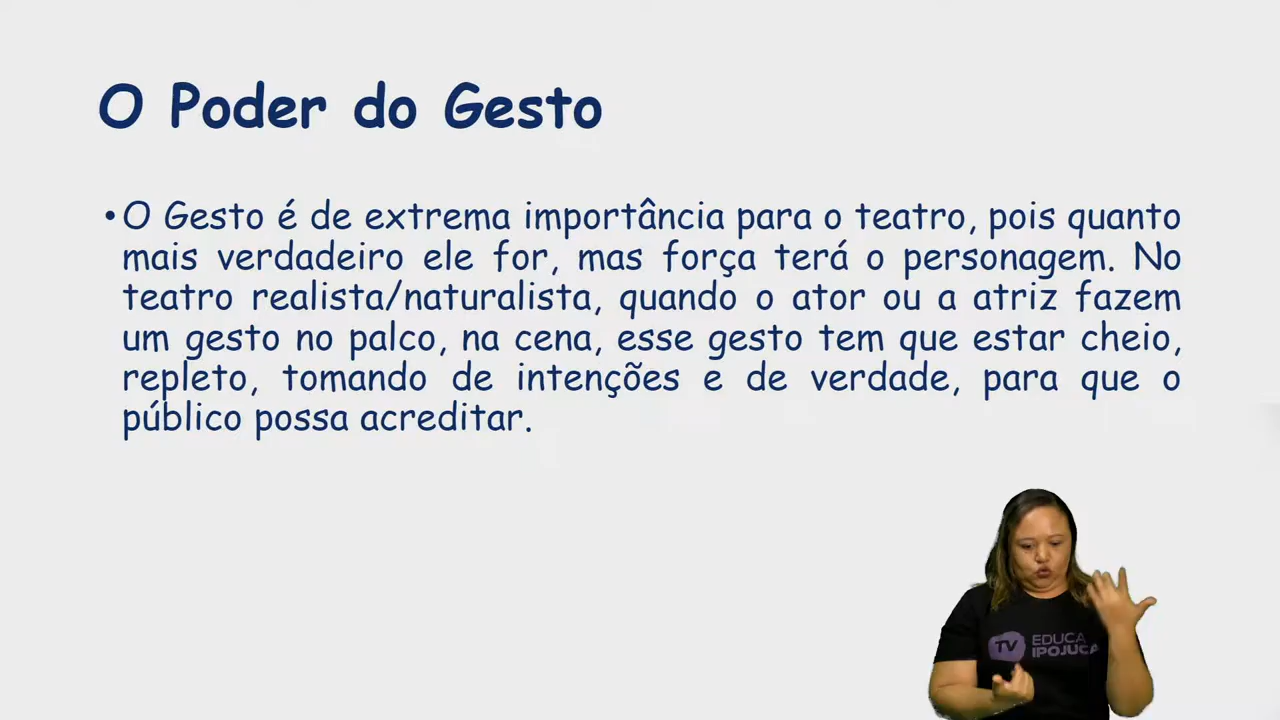 O Poder do Gesto
•O Gesto é de extrema importância para o teatro, pois quanto
mais verdadeiro ele for, mas força terá o personagem. No
teatro realista/naturalista, quando o ator ou a atriz fazem
um gesto no palco, na cena, esse gesto tem que estar cheio,
repleto, tomando de intenções e de verdade, para que o
público possa acreditar.
TV EDUCA
IPOJUCA